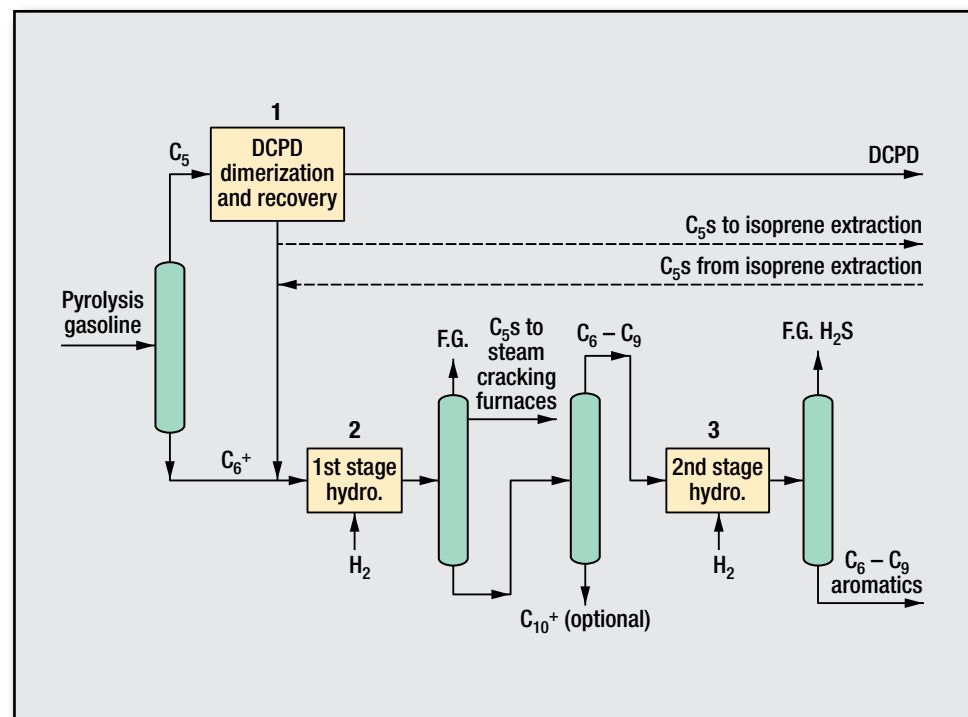 1
C₅
DCPD
dimerization
and recovery
DCPD
C₅s to isoprene extraction
C₅s from isoprene extraction
Pyrolysis
gasoline
F.G.
C₅s to
steam
cracking
furnaces
C₆ – C₉
F.G. H₂S
C₆⁺
2
1st stage
hydro.
H₂
3
2nd stage
hydro.
H₂
C₁₀⁺ (optional)
C₆ – C₉
aromatics